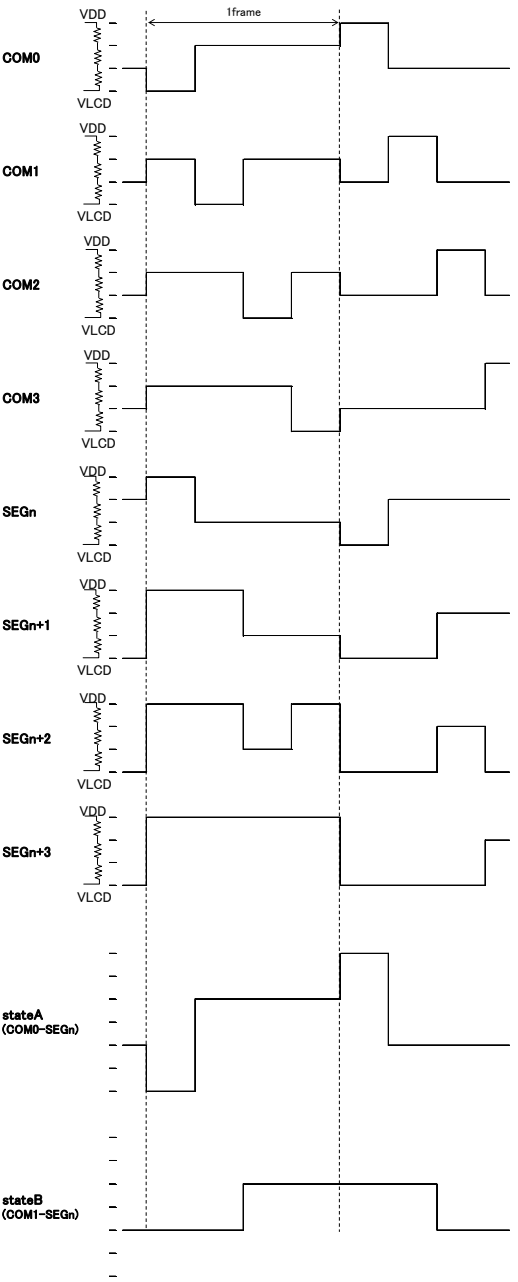 VDD
1frame
COM0
VLCD
VDD
COM1
VLCD
VDD
COM2
VLCD
VDD
COM3
VLCD
VDD
SEGn
VLCD
VDD
SEGn+1
VLCD
VDD
SEGn+2
VLCD
VDD
SEGn+3
VLCD
stateA
(COM0-SEGn)
stateB
(COM1-SEGn)